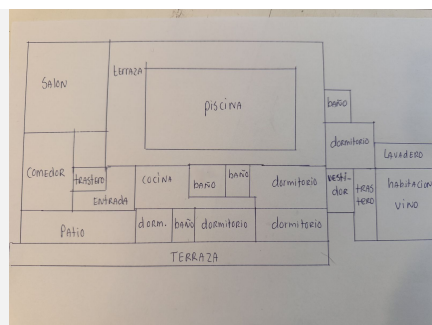 SALON
terraza
piscina
baño
dormitorio
LAVADERO
COMEDOR
trastero
COCINA
baño
baño
dormitorio
VESTI-
DOR
TRAS
TERO
habitacion
vino
ENTRADA
Patio
dorm.
baño
dormitorio
dormitorio
TERRAZA